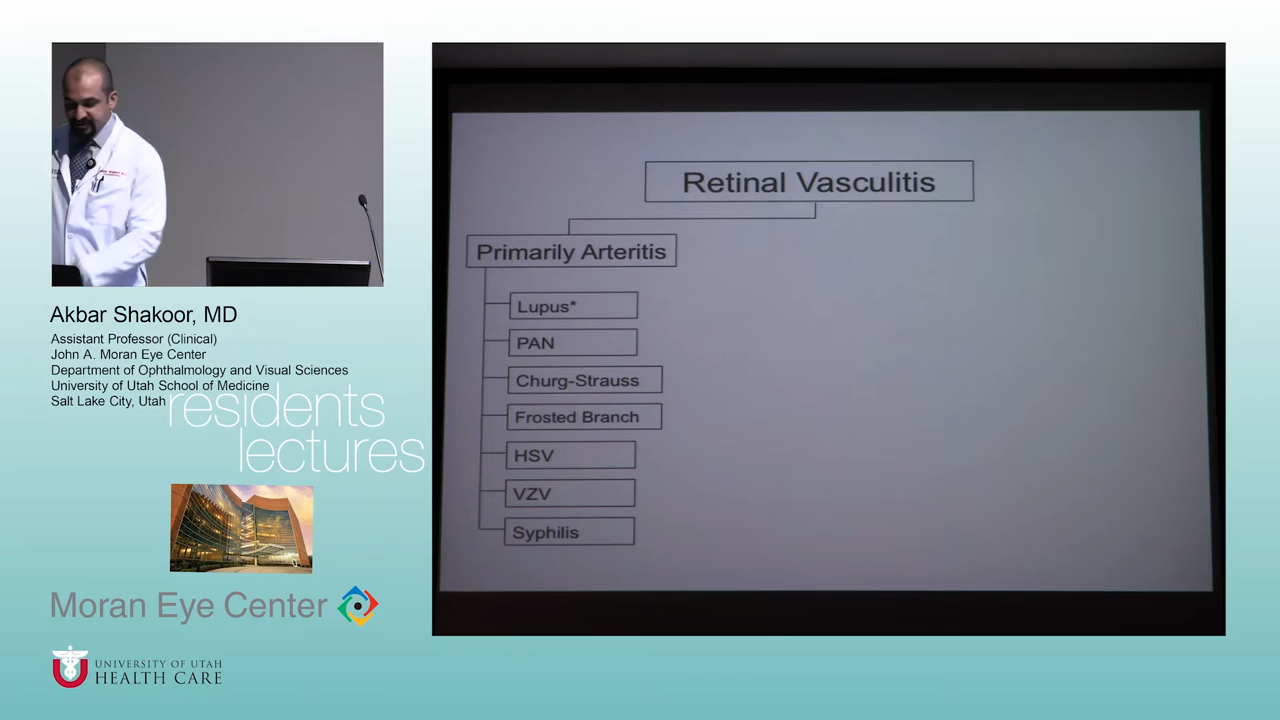 Retinal Vasculitis
Primarily Arteritis
Lupus*
PAN
Churg-Strauss
Frosted Branch
HSV
VZV
Syphilis
Akbar Shakoor, MD
Assistant Professor (Clinical)
John A. Moran Eye Center
Department of Ophthalmology and Visual Sciences
University of Utah School of Medicine
Salt Lake City, Utah
residents
lectures
Moran Eye Center
UNIVERSITY OF UTAH
HEALTH CARE